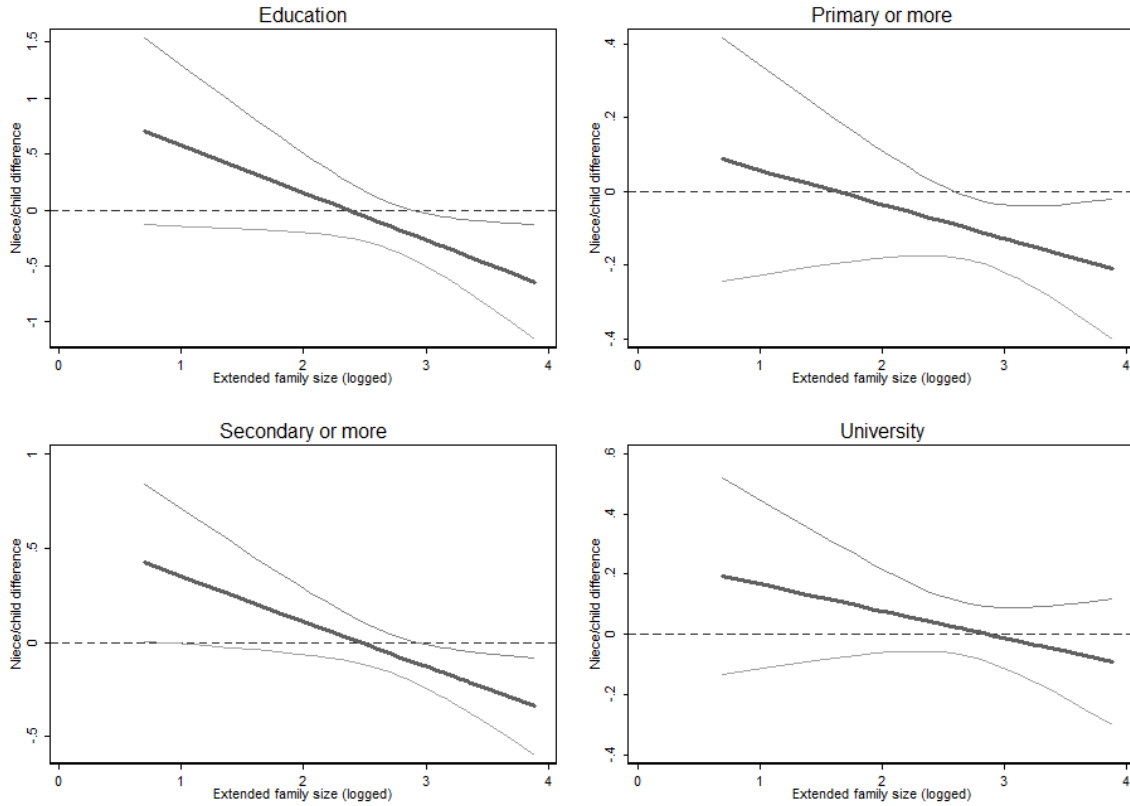 Education
Niece/child difference
1.5
1
.5
0
-.5
-1
0 1 2 3 4
Extended family size (logged)
Primary or more
Niece/child difference
.4
.2
0
-.2
-.4
0 1 2 3 4
Extended family size (logged)
Secondary or more
Niece/child difference
1
.5
0
-.5
0 1 2 3 4
Extended family size (logged)
University
Niece/child difference
.6
.4
.2
0
-.2
-.4
0 1 2 3 4
Extended family size (logged)